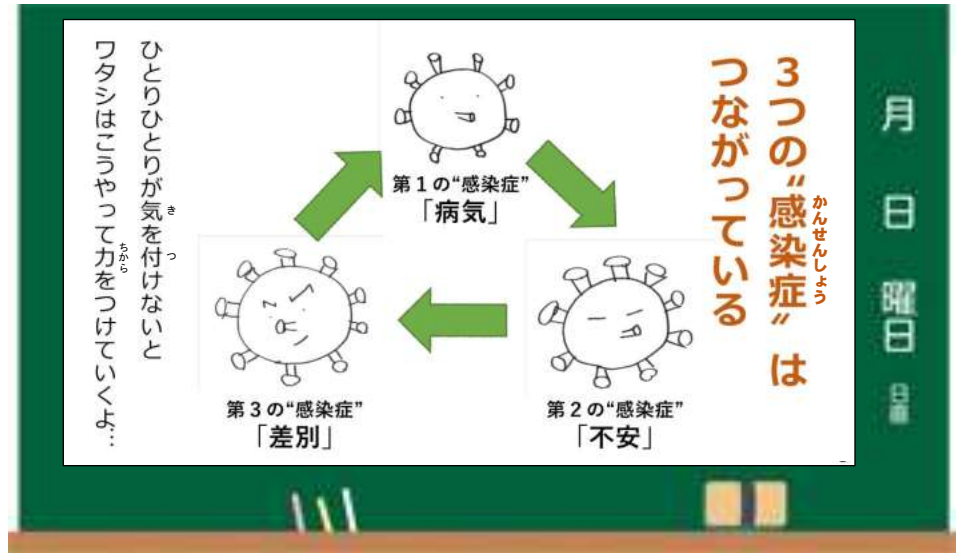 月 日 曜日 日直
3つの“感染症”は
かんせんしょう
つながっている
第1の“感染症”
「病気」
第2の“感染症”
「不安」
第3の“感染症”
「差別」
ひとりひとりが気を付けないと
き
つ
ワタシはこうやって力をつけていくよ…
ちから